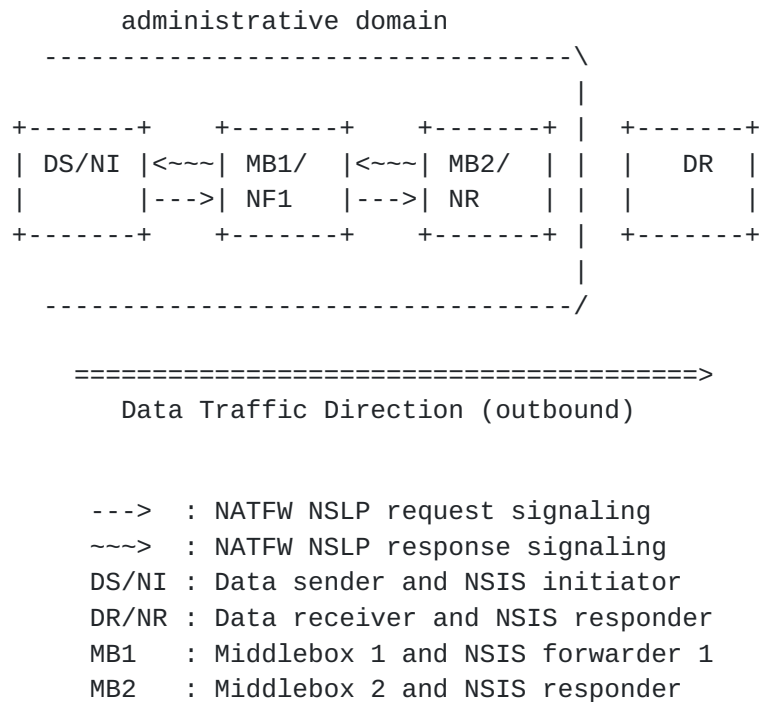 administrative domain
  ----------------------------------\
                                    |
+-------+    +-------+    +-------+ |  +-------+
| DS/NI |<~~~| MB1/  |<~~~| MB2/  | |  |   DR  |
|       |--->| NF1   |--->| NR    | |  |       |
+-------+    +-------+    +-------+ |  +-------+
                                    |
  ----------------------------------/
    ========================================>
       Data Traffic Direction (outbound)
     ---> : NATFW NSLP request signaling
     ~~~> : NATFW NSLP response signaling
     DS/NI : Data sender and NSIS initiator
     DR/NR : Data receiver and NSIS responder
     MB1   : Middlebox 1 and NSIS forwarder 1
     MB2   : Middlebox 2 and NSIS responder